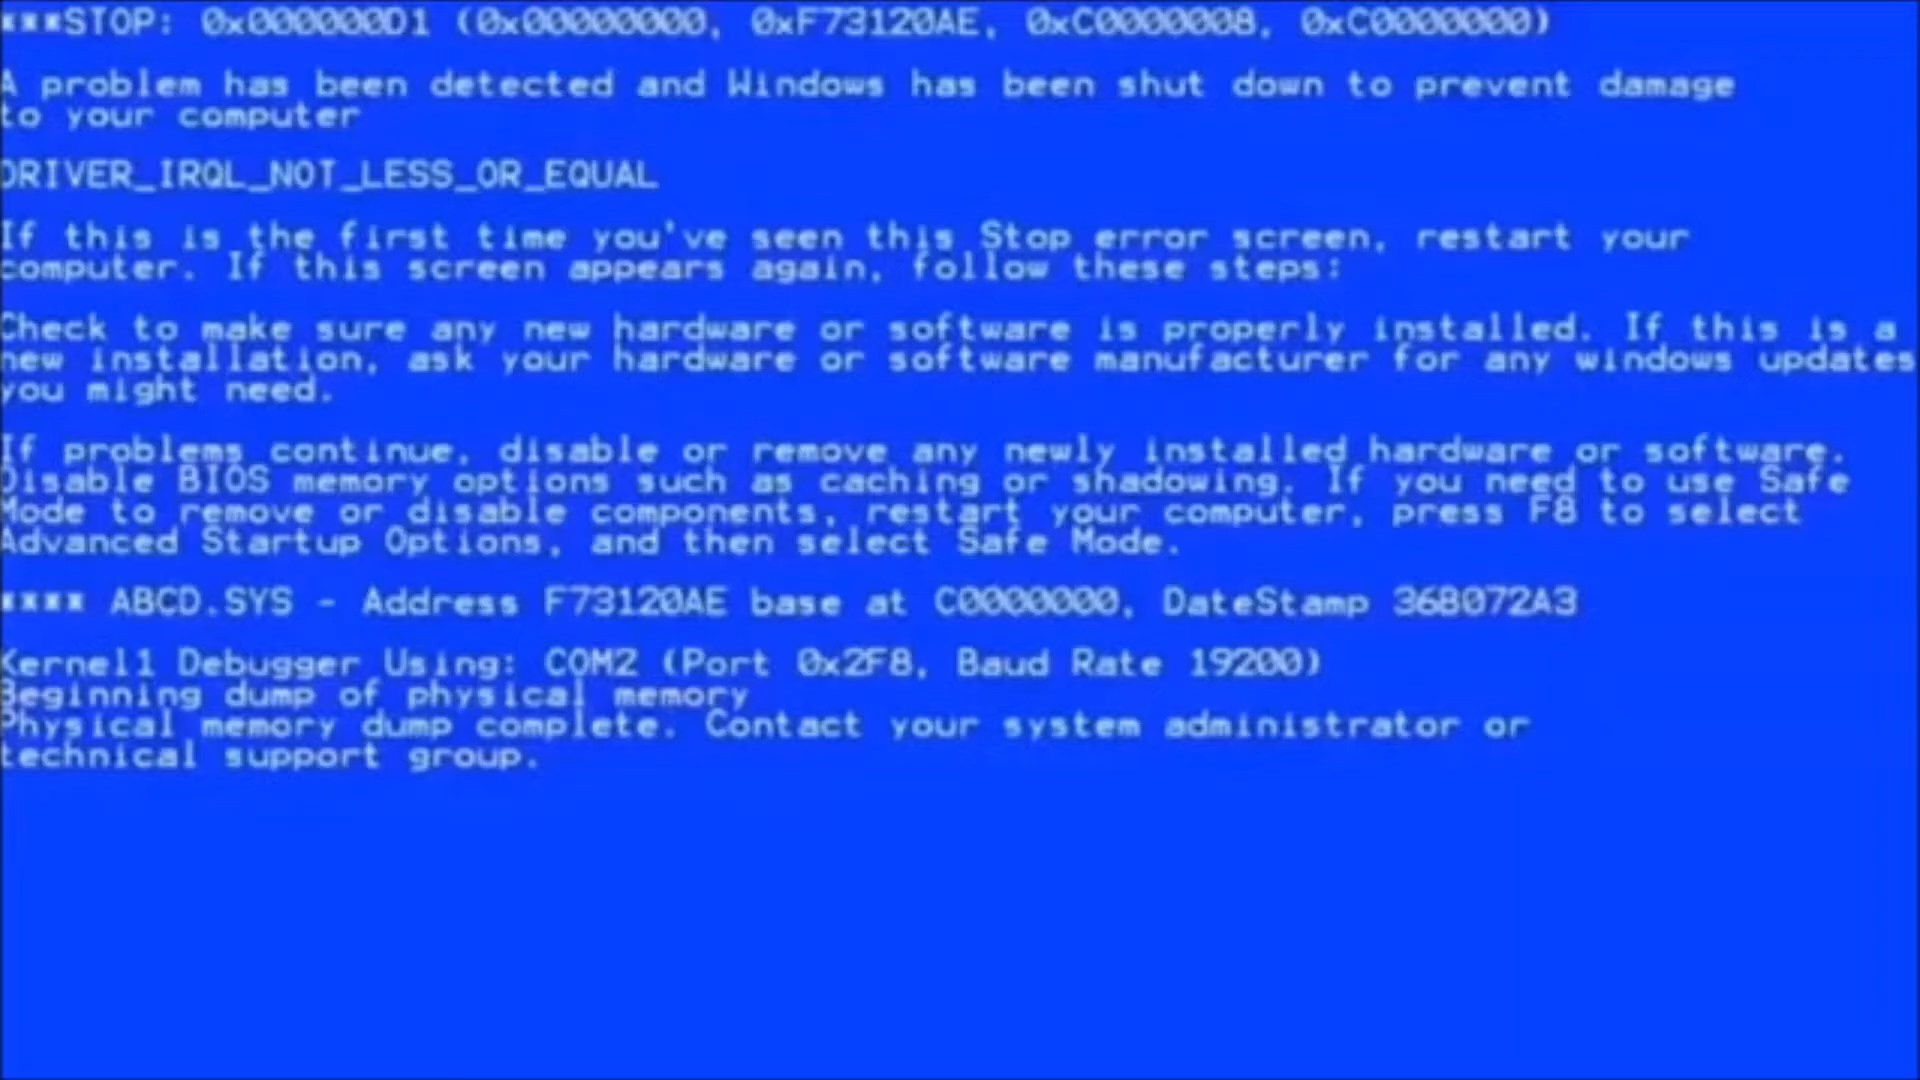 ***STOP: 0x000000D1 (0x00000000, 0xF73120AE, 0xC0000008, 0xC0000000)
A problem has been detected and Windows has been shut down to prevent damage
to your computer
DRIVER_IRQL_NOT_LESS_OR_EQUAL
If this is the first time you've seen this Stop error screen, restart your
computer. If this screen appears again, follow these steps:
Check to make sure any new hardware or software is properly installed. If this is a
new installation, ask your hardware or software manufacturer for any windows updates
you might need.
If problems continue, disable or remove any newly installed hardware or software.
Disable BIOS memory options such as caching or shadowing. If you need to use Safe
Mode to remove or disable components, restart your computer, press F8 to select
Advanced Startup Options, and then select Safe Mode.
**** ABCD.SYS - Address F73120AE base at C0000000, DateStamp 368072A3
Kernel1 Debugger Using: COM2 (Port 0x2F8, Baud Rate 19200)
Beginning dump of physical memory
Physical memory dump complete. Contact your system administrator or
technical support group.